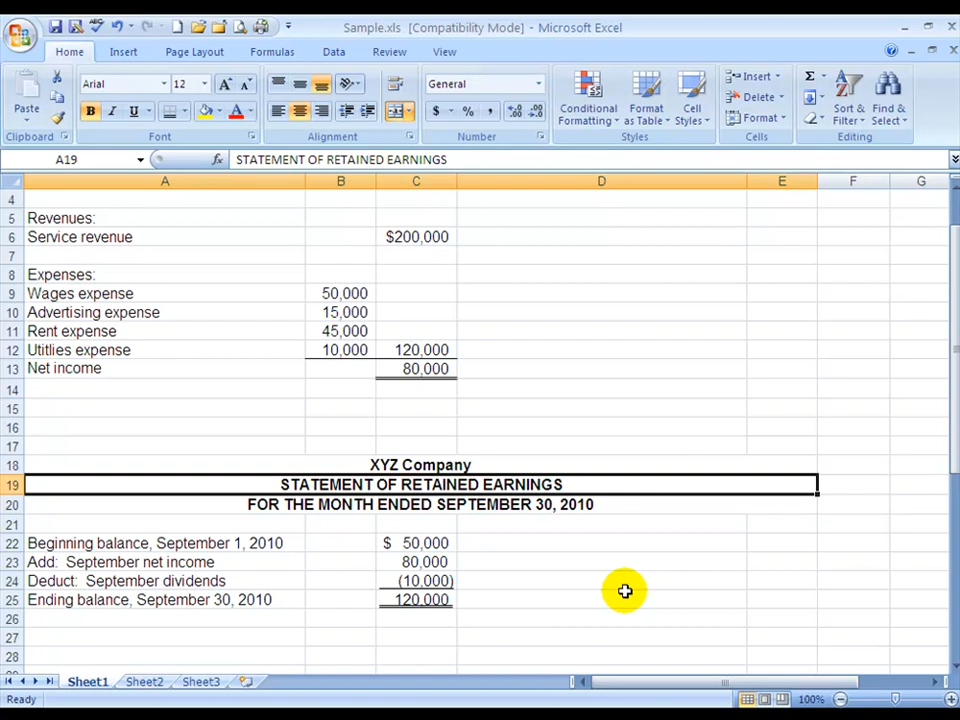 Sample.xls [Compatibility Mode] - Microsoft Excel
Home Insert Page Layout Formulas Data Review View
Paste
Clipboard
Arial 12
B I U A
Font
Alignment
General
$ % ,
Number
Conditional Formatting
Format as Table
Cell Styles
Styles
Insert
Delete
Format
Cells
Σ
Sort & Filter
Find & Select
Editing
A19 fx STATEMENT OF RETAINED EARNINGS
A B C D E F G
4
5 Revenues:
6 Service revenue $200,000
7
8 Expenses:
9 Wages expense 50,000
10 Advertising expense 15,000
11 Rent expense 45,000
12 Utitlies expense 10,000 120,000
13 Net income 80,000
14
15
16
17
18 XYZ Company
19 STATEMENT OF RETAINED EARNINGS
20 FOR THE MONTH ENDED SEPTEMBER 30, 2010
21
22 Beginning balance, September 1, 2010 $ 50,000
23 Add: September net income 80,000
24 Deduct: September dividends (10,000)
25 Ending balance, September 30, 2010 120,000
26
27
28
Sheet1 Sheet2 Sheet3
Ready 100%